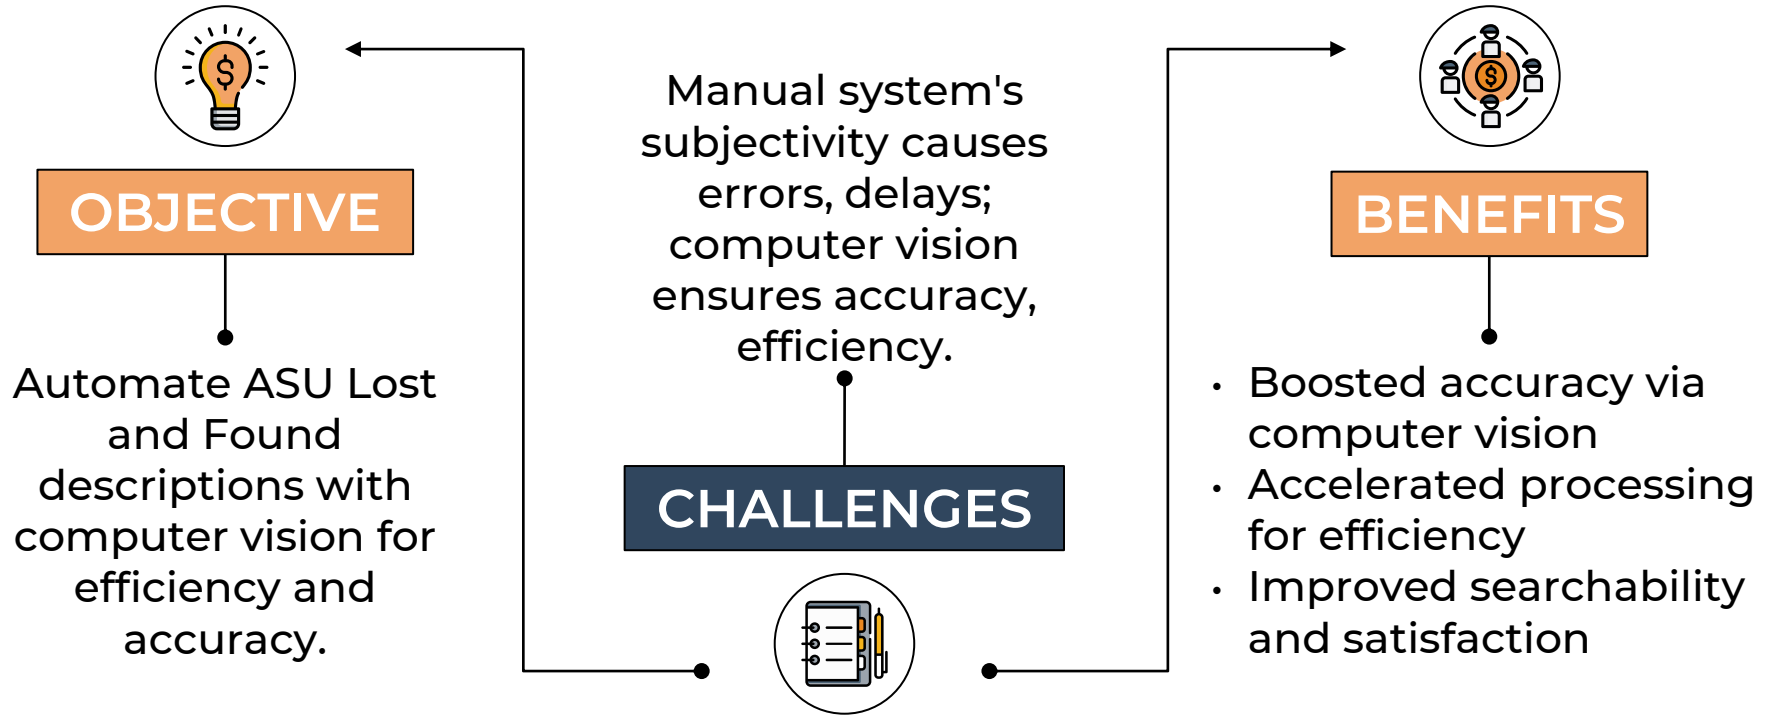 OBJECTIVE
Automate ASU Lost
and Found
descriptions with
computer vision for
efficiency and
accuracy.
Manual system's
subjectivity causes
errors, delays;
computer vision
ensures accuracy,
efficiency.
CHALLENGES
BENEFITS
• Boosted accuracy via
computer vision
• Accelerated processing
for efficiency
• Improved searchability
and satisfaction